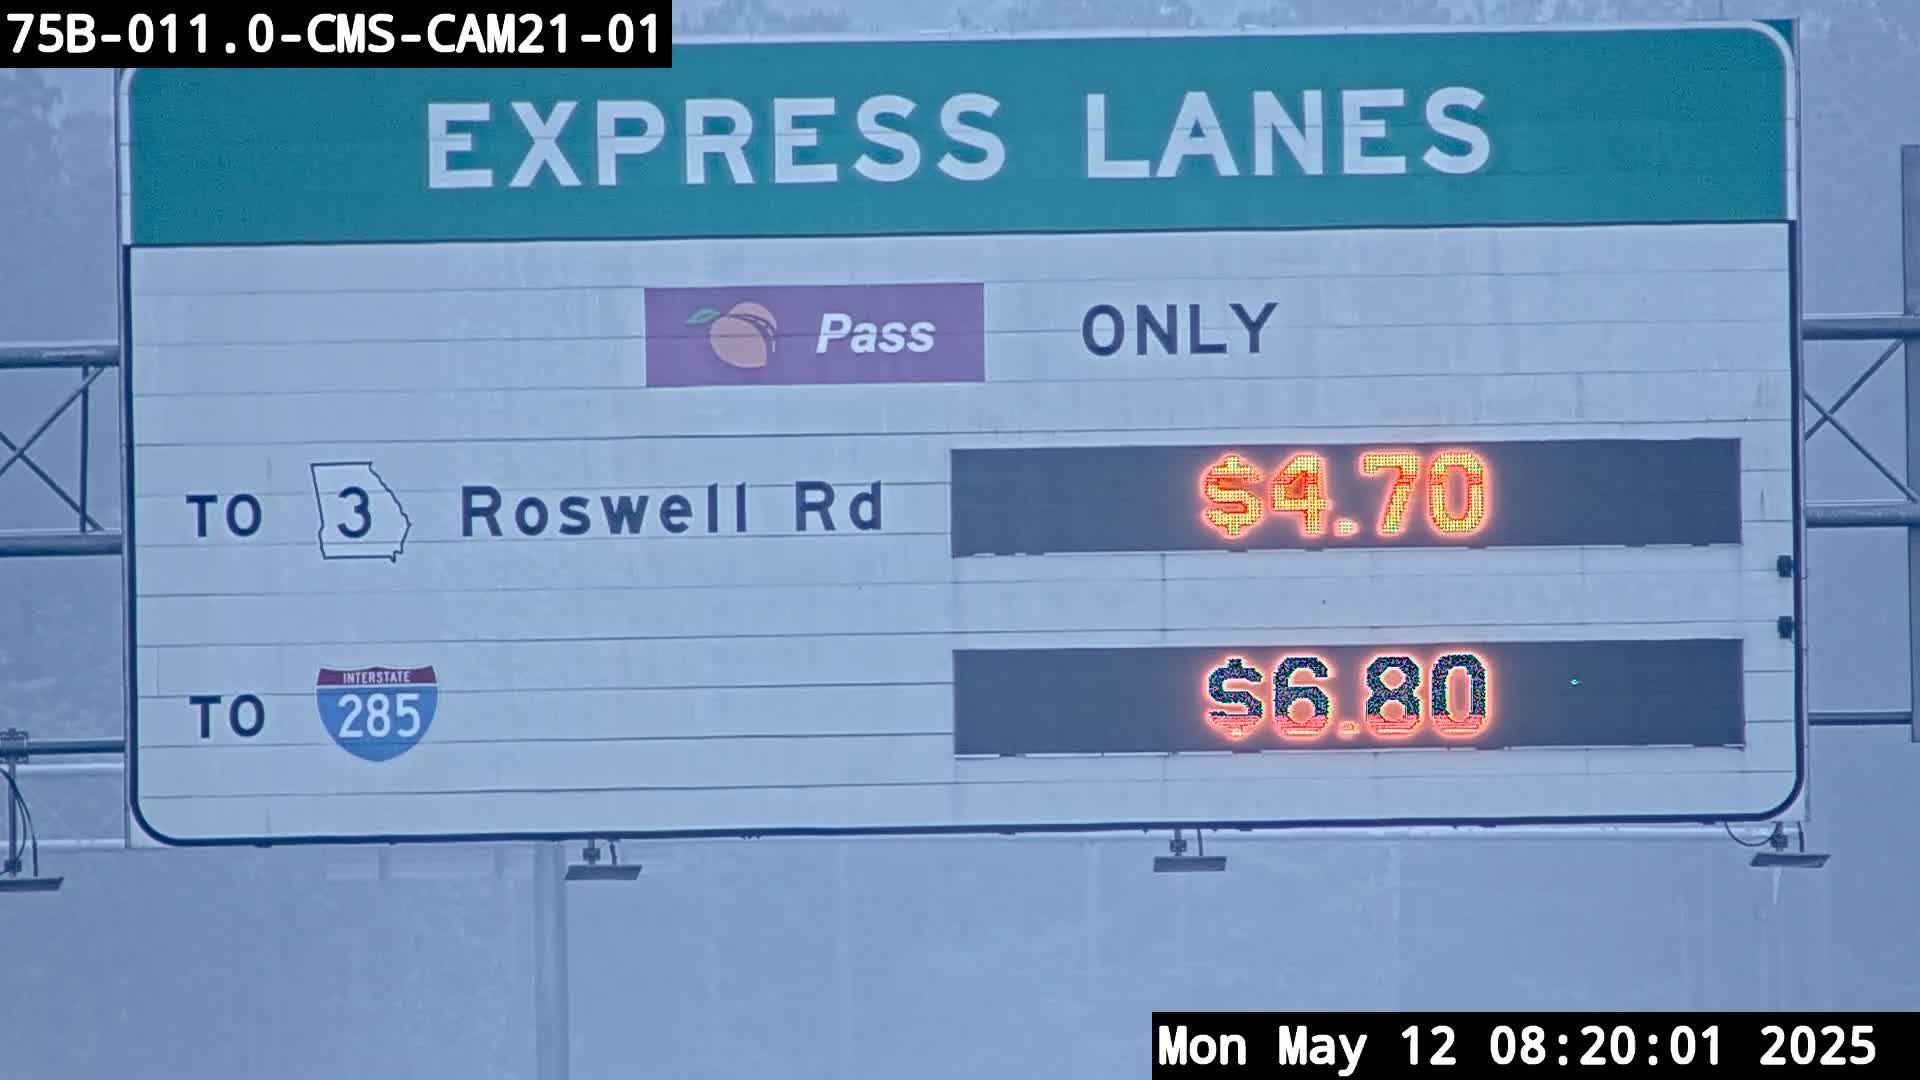 75B-011.0-CMS-CAM21-01
EXPRESS LANES
Pass ONLY
TO 3 Roswell Rd $4.70
TO INTERSTATE 285 $6.80
Mon May 12 08:20:01 2025